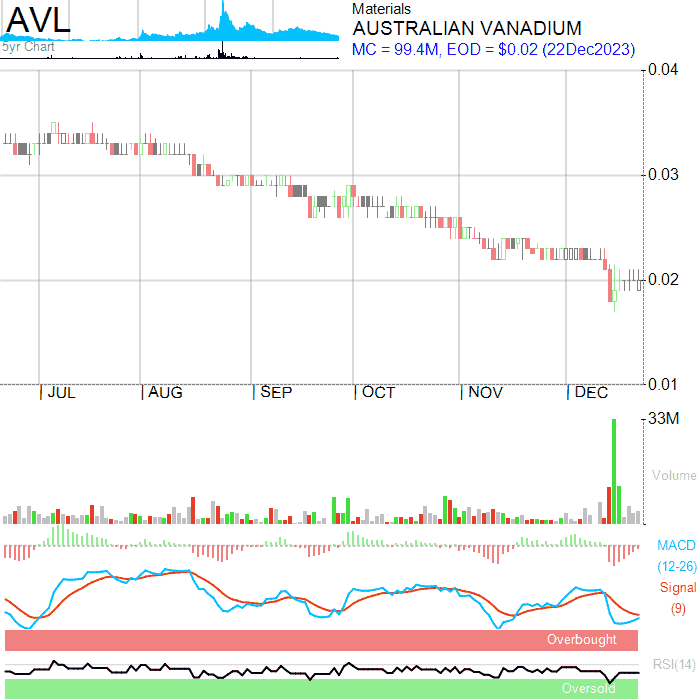 AVL
5yr Chart
Materials
AUSTRALIAN VANADIUM
MC = 99.4M, EOD = $0.02 (22Dec2023)
0.04
0.03
0.02
0.01
| JUL | AUG | SEP | OCT | NOV | DEC
33M
Volume
MACD
(12-26)
Signal
(9)
Overbought
RSI(14)
Oversold